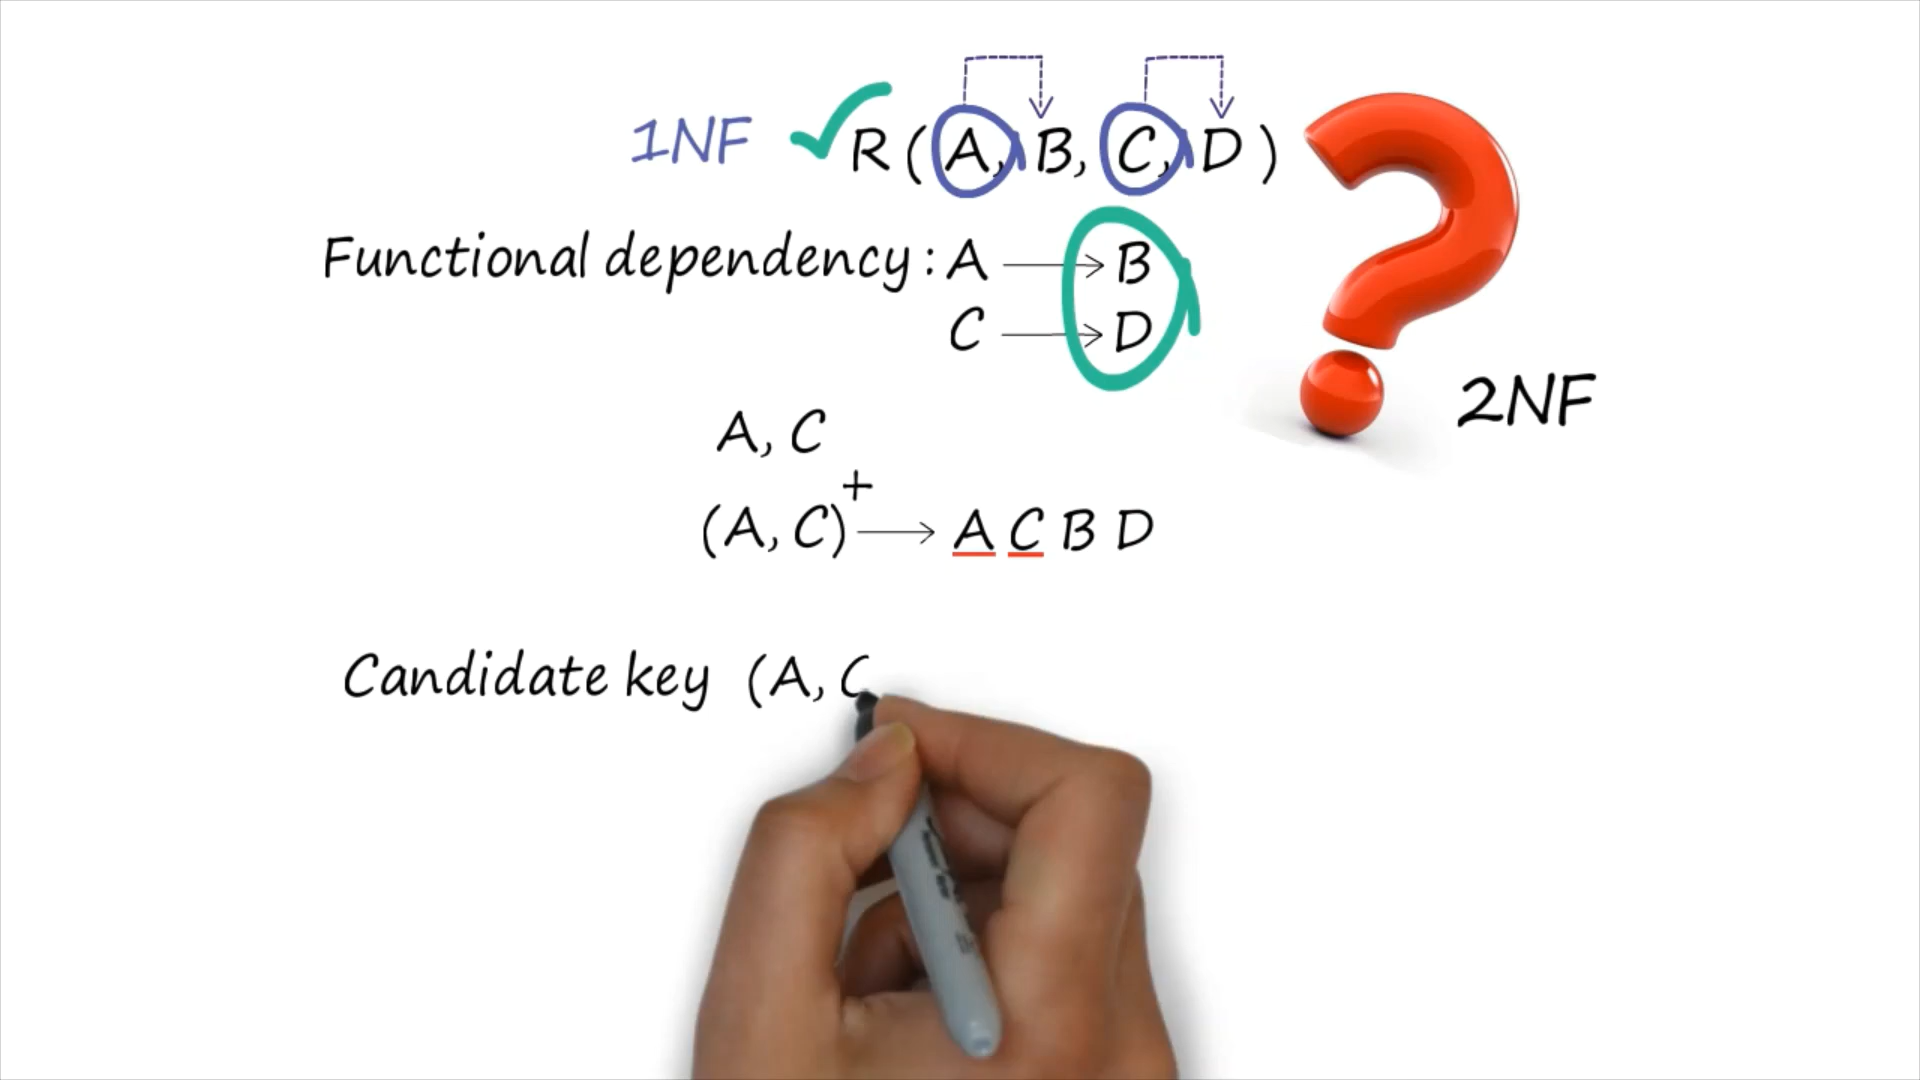 1NF R ( A, B, C, D )
Functional dependency : A → B
C → D
2NF
A, C
(A, C)+ → A C B D
Candidate key (A, C